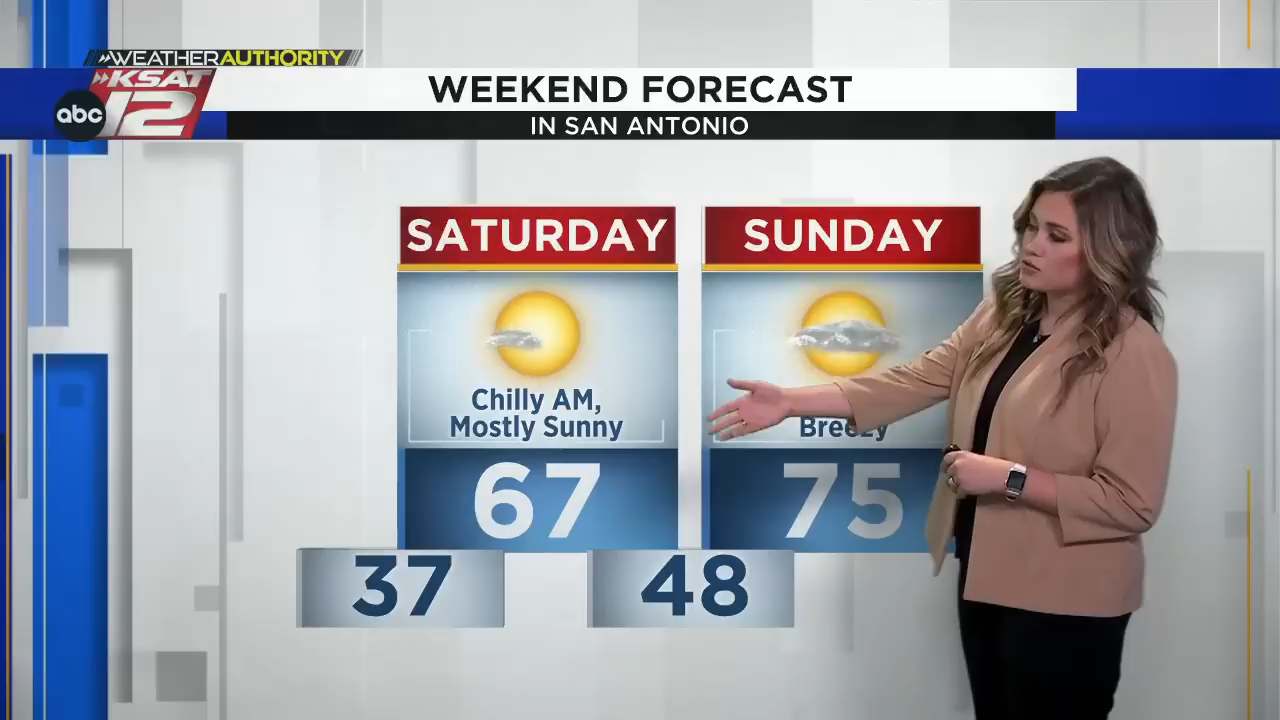 WEATHERAUTHORITY
KSAT
abc 12
WEEKEND FORECAST
IN SAN ANTONIO
SATURDAY
SUNDAY
Chilly AM,
Mostly Sunny
Breezy
67
75
37
48